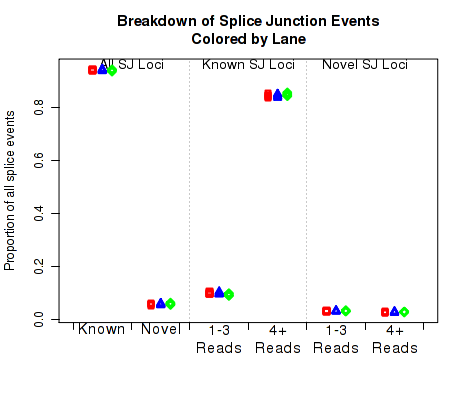 Breakdown of Splice Junction Events
Colored by Lane
All SJ Loci
Known SJ Loci
Novel SJ Loci
Proportion of all splice events
0.8
0.6
0.4
0.2
0.0
Known
Novel
1-3
Reads
4+
Reads
1-3
Reads
4+
Reads